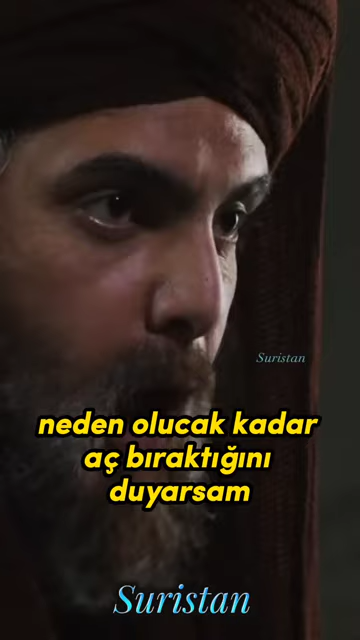 Suristan
neden olucak kadar
aç bıraktığını
duyarsam
Suristan